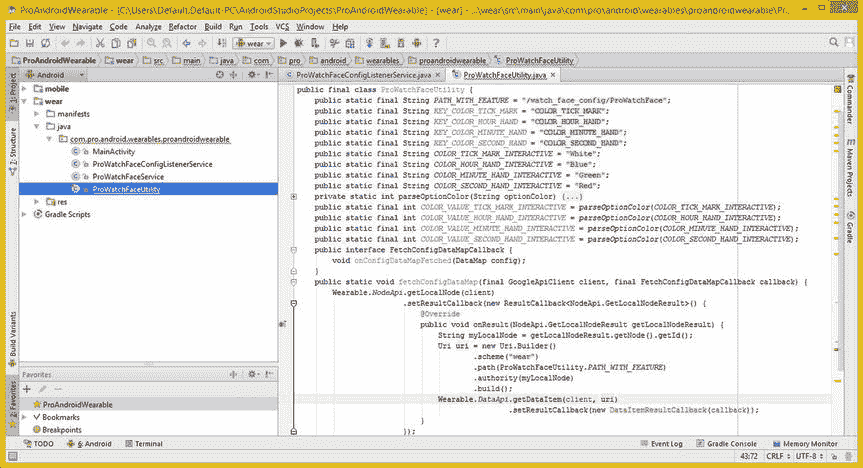 ProAndroidWearable - [C:\Users\Default.Default-PC\AndroidStudioProjects\ProAndroidWearable] - [wear] - ...\wear\src\main\java\com\pro\android\wearables\proandroidwearable\Pr...
File Edit View Navigate Code Analyze Refactor Build Run Tools VCS Window Help
wear
ProAndroidWearable wear src main java com pro android wearables proandroidwearable ProWatchFaceUtility
Android
ProWatchFaceConfigListenerService.java
ProWatchFaceUtility.java
1: Project
7: Structure
Build Variants
2: Favorites
Commander
Maven Projects
Gradle
mobile
wear
manifests
java
com.pro.android.wearables.proandroidwearable
MainActivity
ProWatchFaceConfigListenerService
ProWatchFaceService
ProWatchFaceUtility
res
Gradle Scripts
Favorites
ProAndroidWearable
Bookmarks
Breakpoints
public final class ProWatchFaceUtility {
public static final String PATH_WITH_FEATURE = "/watch_face_config/ProWatchFace";
public static final String KEY_COLOR_TICK_MARK = "COLOR_TICK_MARK";
public static final String KEY_COLOR_HOUR_HAND = "COLOR_HOUR_HAND";
public static final String KEY_COLOR_MINUTE_HAND = "COLOR_MINUTE_HAND";
public static final String KEY_COLOR_SECOND_HAND = "COLOR_SECOND_HAND";
public static final String COLOR_TICK_MARK_INTERACTIVE = "White";
public static final String COLOR_HOUR_HAND_INTERACTIVE = "Blue";
public static final String COLOR_MINUTE_HAND_INTERACTIVE = "Green";
public static final String COLOR_SECOND_HAND_INTERACTIVE = "Red";
private static int parseOptionColor(String optionColor) {...}
public static final int COLOR_VALUE_TICK_MARK_INTERACTIVE = parseOptionColor(COLOR_TICK_MARK_INTERACTIVE);
public static final int COLOR_VALUE_HOUR_HAND_INTERACTIVE = parseOptionColor(COLOR_HOUR_HAND_INTERACTIVE);
public static final int COLOR_VALUE_MINUTE_HAND_INTERACTIVE = parseOptionColor(COLOR_MINUTE_HAND_INTERACTIVE);
public static final int COLOR_VALUE_SECOND_HAND_INTERACTIVE = parseOptionColor(COLOR_SECOND_HAND_INTERACTIVE);
public interface FetchConfigDataMapCallback {
void onConfigDataMapFetched(DataMap config);
}
public static void fetchConfigDataMap(final GoogleApiClient client, final FetchConfigDataMapCallback callback) {
Wearable.NodeApi.getLocalNode(client)
.setResultCallback(new ResultCallback<NodeApi.GetLocalNodeResult>() {
@Override
public void onResult(NodeApi.GetLocalNodeResult getLocalNodeResult) {
String myLocalNode = getLocalNodeResult.getNode().getId();
Uri uri = new Uri.Builder()
.scheme("wear")
.path(ProWatchFaceUtility.PATH_WITH_FEATURE)
.authority(myLocalNode)
.build();
Wearable.DataApi.getDataItem(client, uri)
.setResultCallback(new DataItemResultCallback(callback));
}
});
TODO 6: Android Terminal Event Log Gradle Console Memory Monitor
43:72 CRLF UTF-8